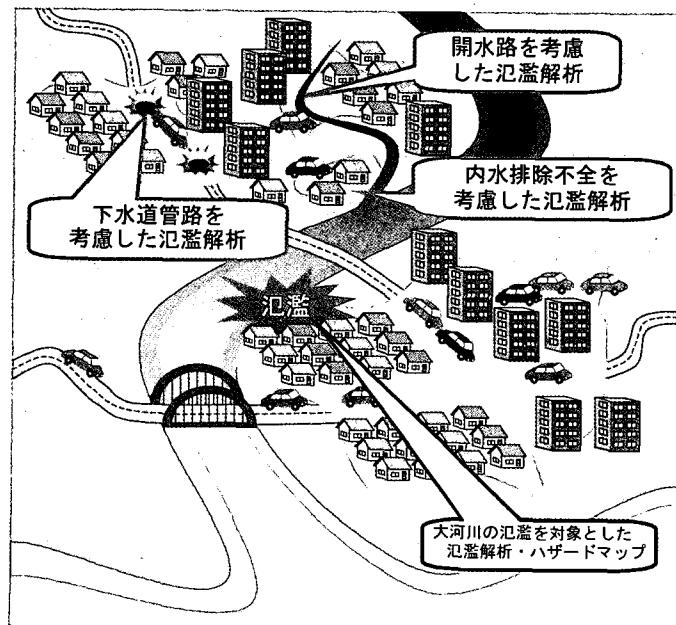 開水路を考慮
した氾濫解析
内水排除不全を
考慮した氾濫解析
下水道管路を
考慮した氾濫解析
氾濫
大河川の氾濫を対象とした
氾濫解析・ハザードマップ